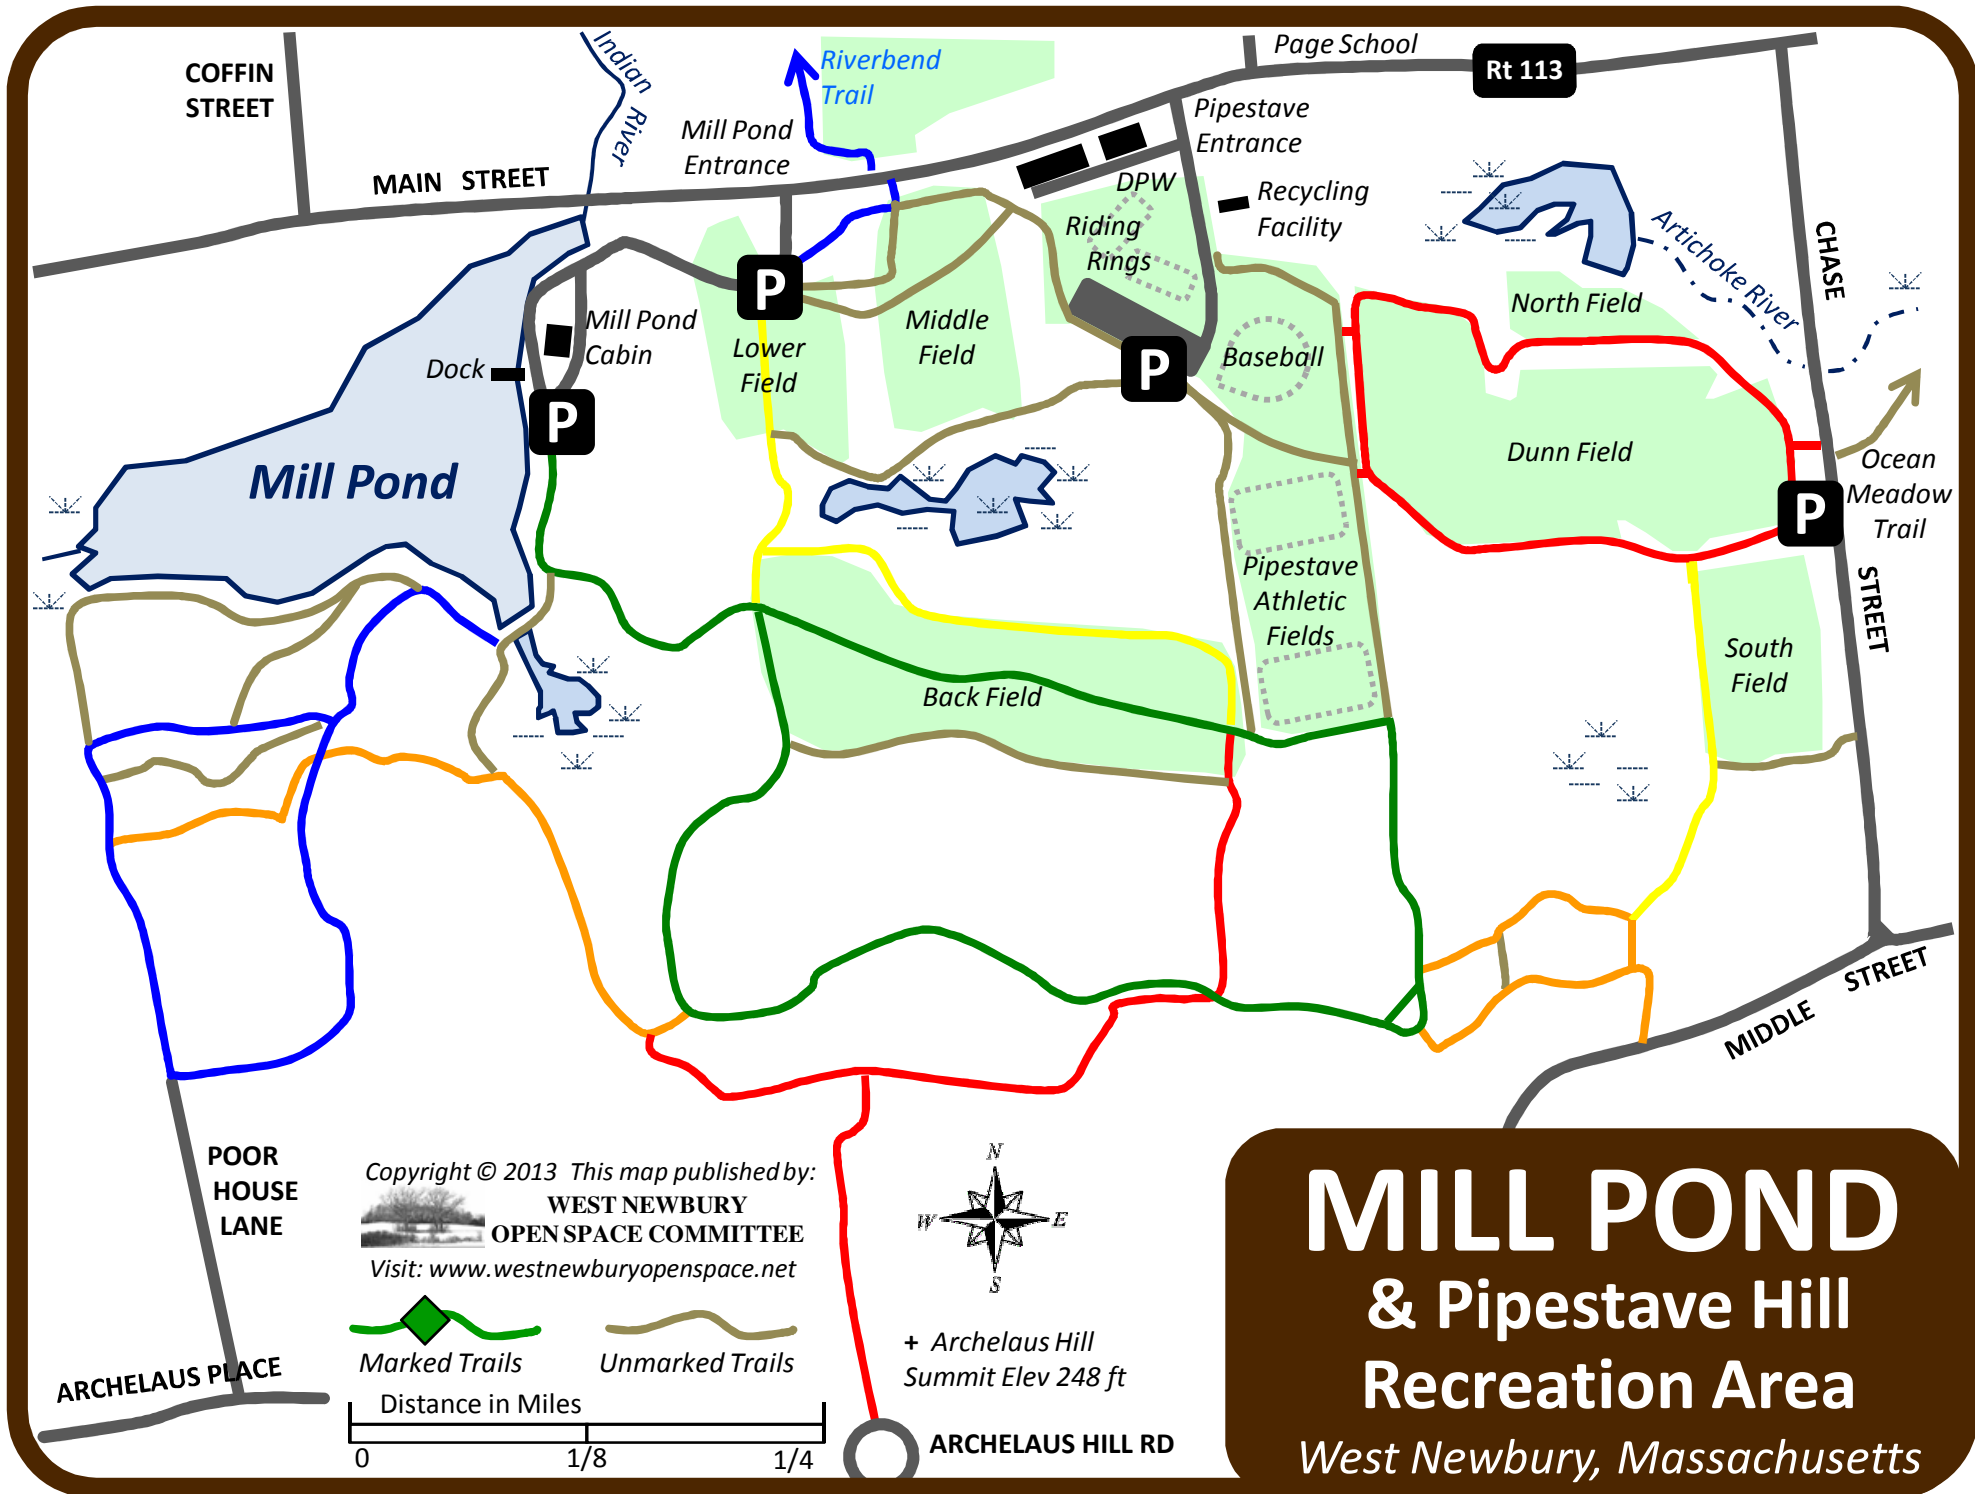 COFFIN
STREET
Indian
River
Riverbend
Trail
Page School
Rt 113
Mill Pond
Entrance
Pipestave
Entrance
MAIN STREET
DPW
Recycling
Facility
Riding
Rings
Artichoke River
CHASE
STREET
North Field
Mill Pond
Cabin
Dock
P
P
P
P
Lower
Field
Middle
Field
Baseball
Dunn Field
Mill Pond
Ocean
Meadow
Trail
Pipestave
Athletic
Fields
South
Field
Back Field
MIDDLE STREET
POOR
HOUSE
LANE
ARCHELAUS PLACE
Copyright © 2013 This map published by:
WEST NEWBURY
OPEN SPACE COMMITTEE
Visit: www.westnewburyopenspace.net
Marked Trails
Unmarked Trails
Distance in Miles
0 1/8 1/4
N
W E
S
+ Archelaus Hill
Summit Elev 248 ft
ARCHELAUS HILL RD
MILL POND
& Pipestave Hill
Recreation Area
West Newbury, Massachusetts